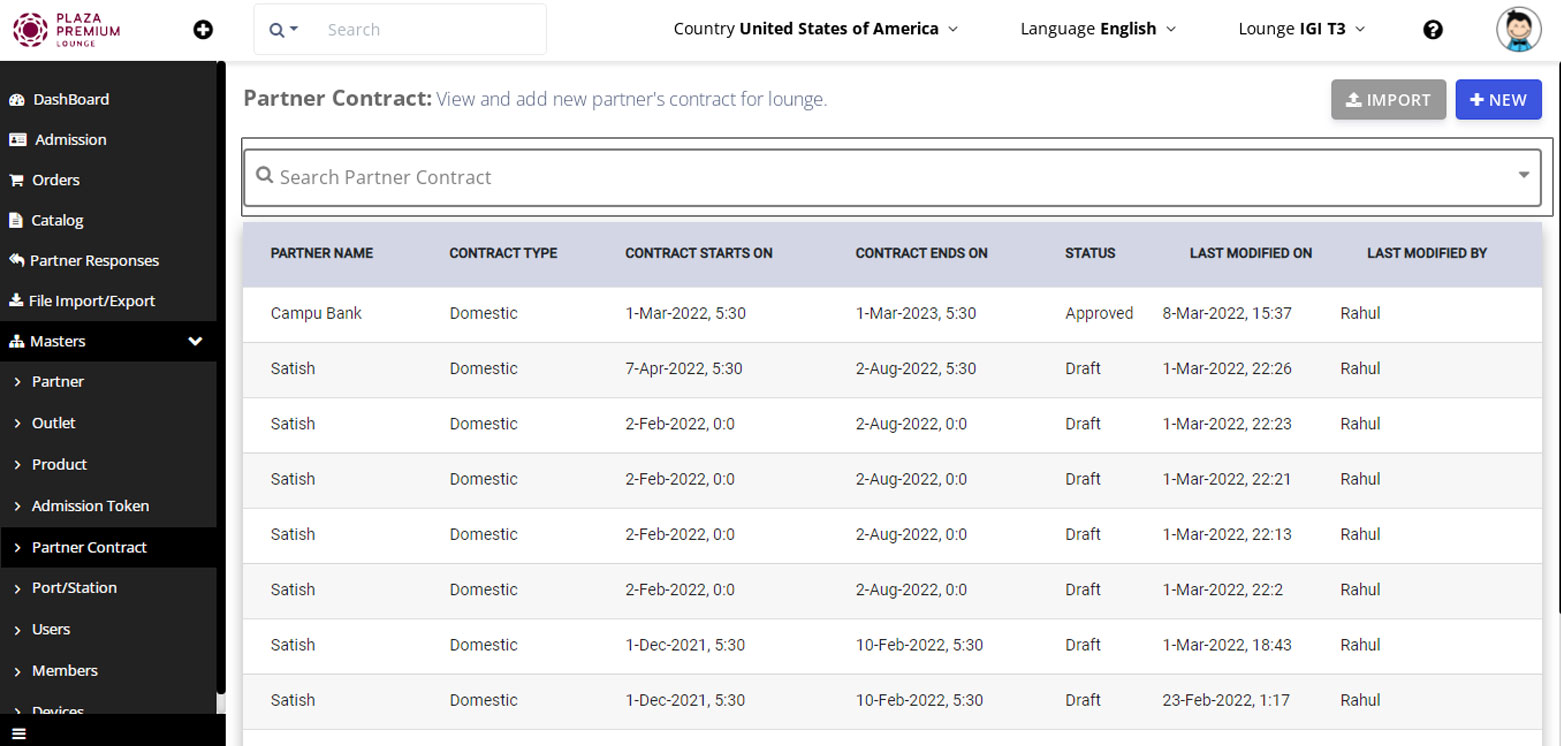 PLAZA
PREMIUM
LOUNGE
Search
Country United States of America
Language English
Lounge IGI T3
DashBoard
Admission
Orders
Catalog
Partner Responses
File Import/Export
Masters
Partner
Outlet
Product
Admission Token
Partner Contract
Port/Station
Users
Members
Devices
Partner Contract: View and add new partner's contract for lounge.
IMPORT
NEW
Search Partner Contract
PARTNER NAME CONTRACT TYPE CONTRACT STARTS ON CONTRACT ENDS ON STATUS LAST MODIFIED ON LAST MODIFIED BY
Campu Bank Domestic 1-Mar-2022, 5:30 1-Mar-2023, 5:30 Approved 8-Mar-2022, 15:37 Rahul
Satish Domestic 7-Apr-2022, 5:30 2-Aug-2022, 5:30 Draft 1-Mar-2022, 22:26 Rahul
Satish Domestic 2-Feb-2022, 0:0 2-Aug-2022, 0:0 Draft 1-Mar-2022, 22:23 Rahul
Satish Domestic 2-Feb-2022, 0:0 2-Aug-2022, 0:0 Draft 1-Mar-2022, 22:21 Rahul
Satish Domestic 2-Feb-2022, 0:0 2-Aug-2022, 0:0 Draft 1-Mar-2022, 22:13 Rahul
Satish Domestic 2-Feb-2022, 0:0 2-Aug-2022, 0:0 Draft 1-Mar-2022, 22:2 Rahul
Satish Domestic 1-Dec-2021, 5:30 10-Feb-2022, 5:30 Draft 1-Mar-2022, 18:43 Rahul
Satish Domestic 1-Dec-2021, 5:30 10-Feb-2022, 5:30 Draft 23-Feb-2022, 1:17 Rahul